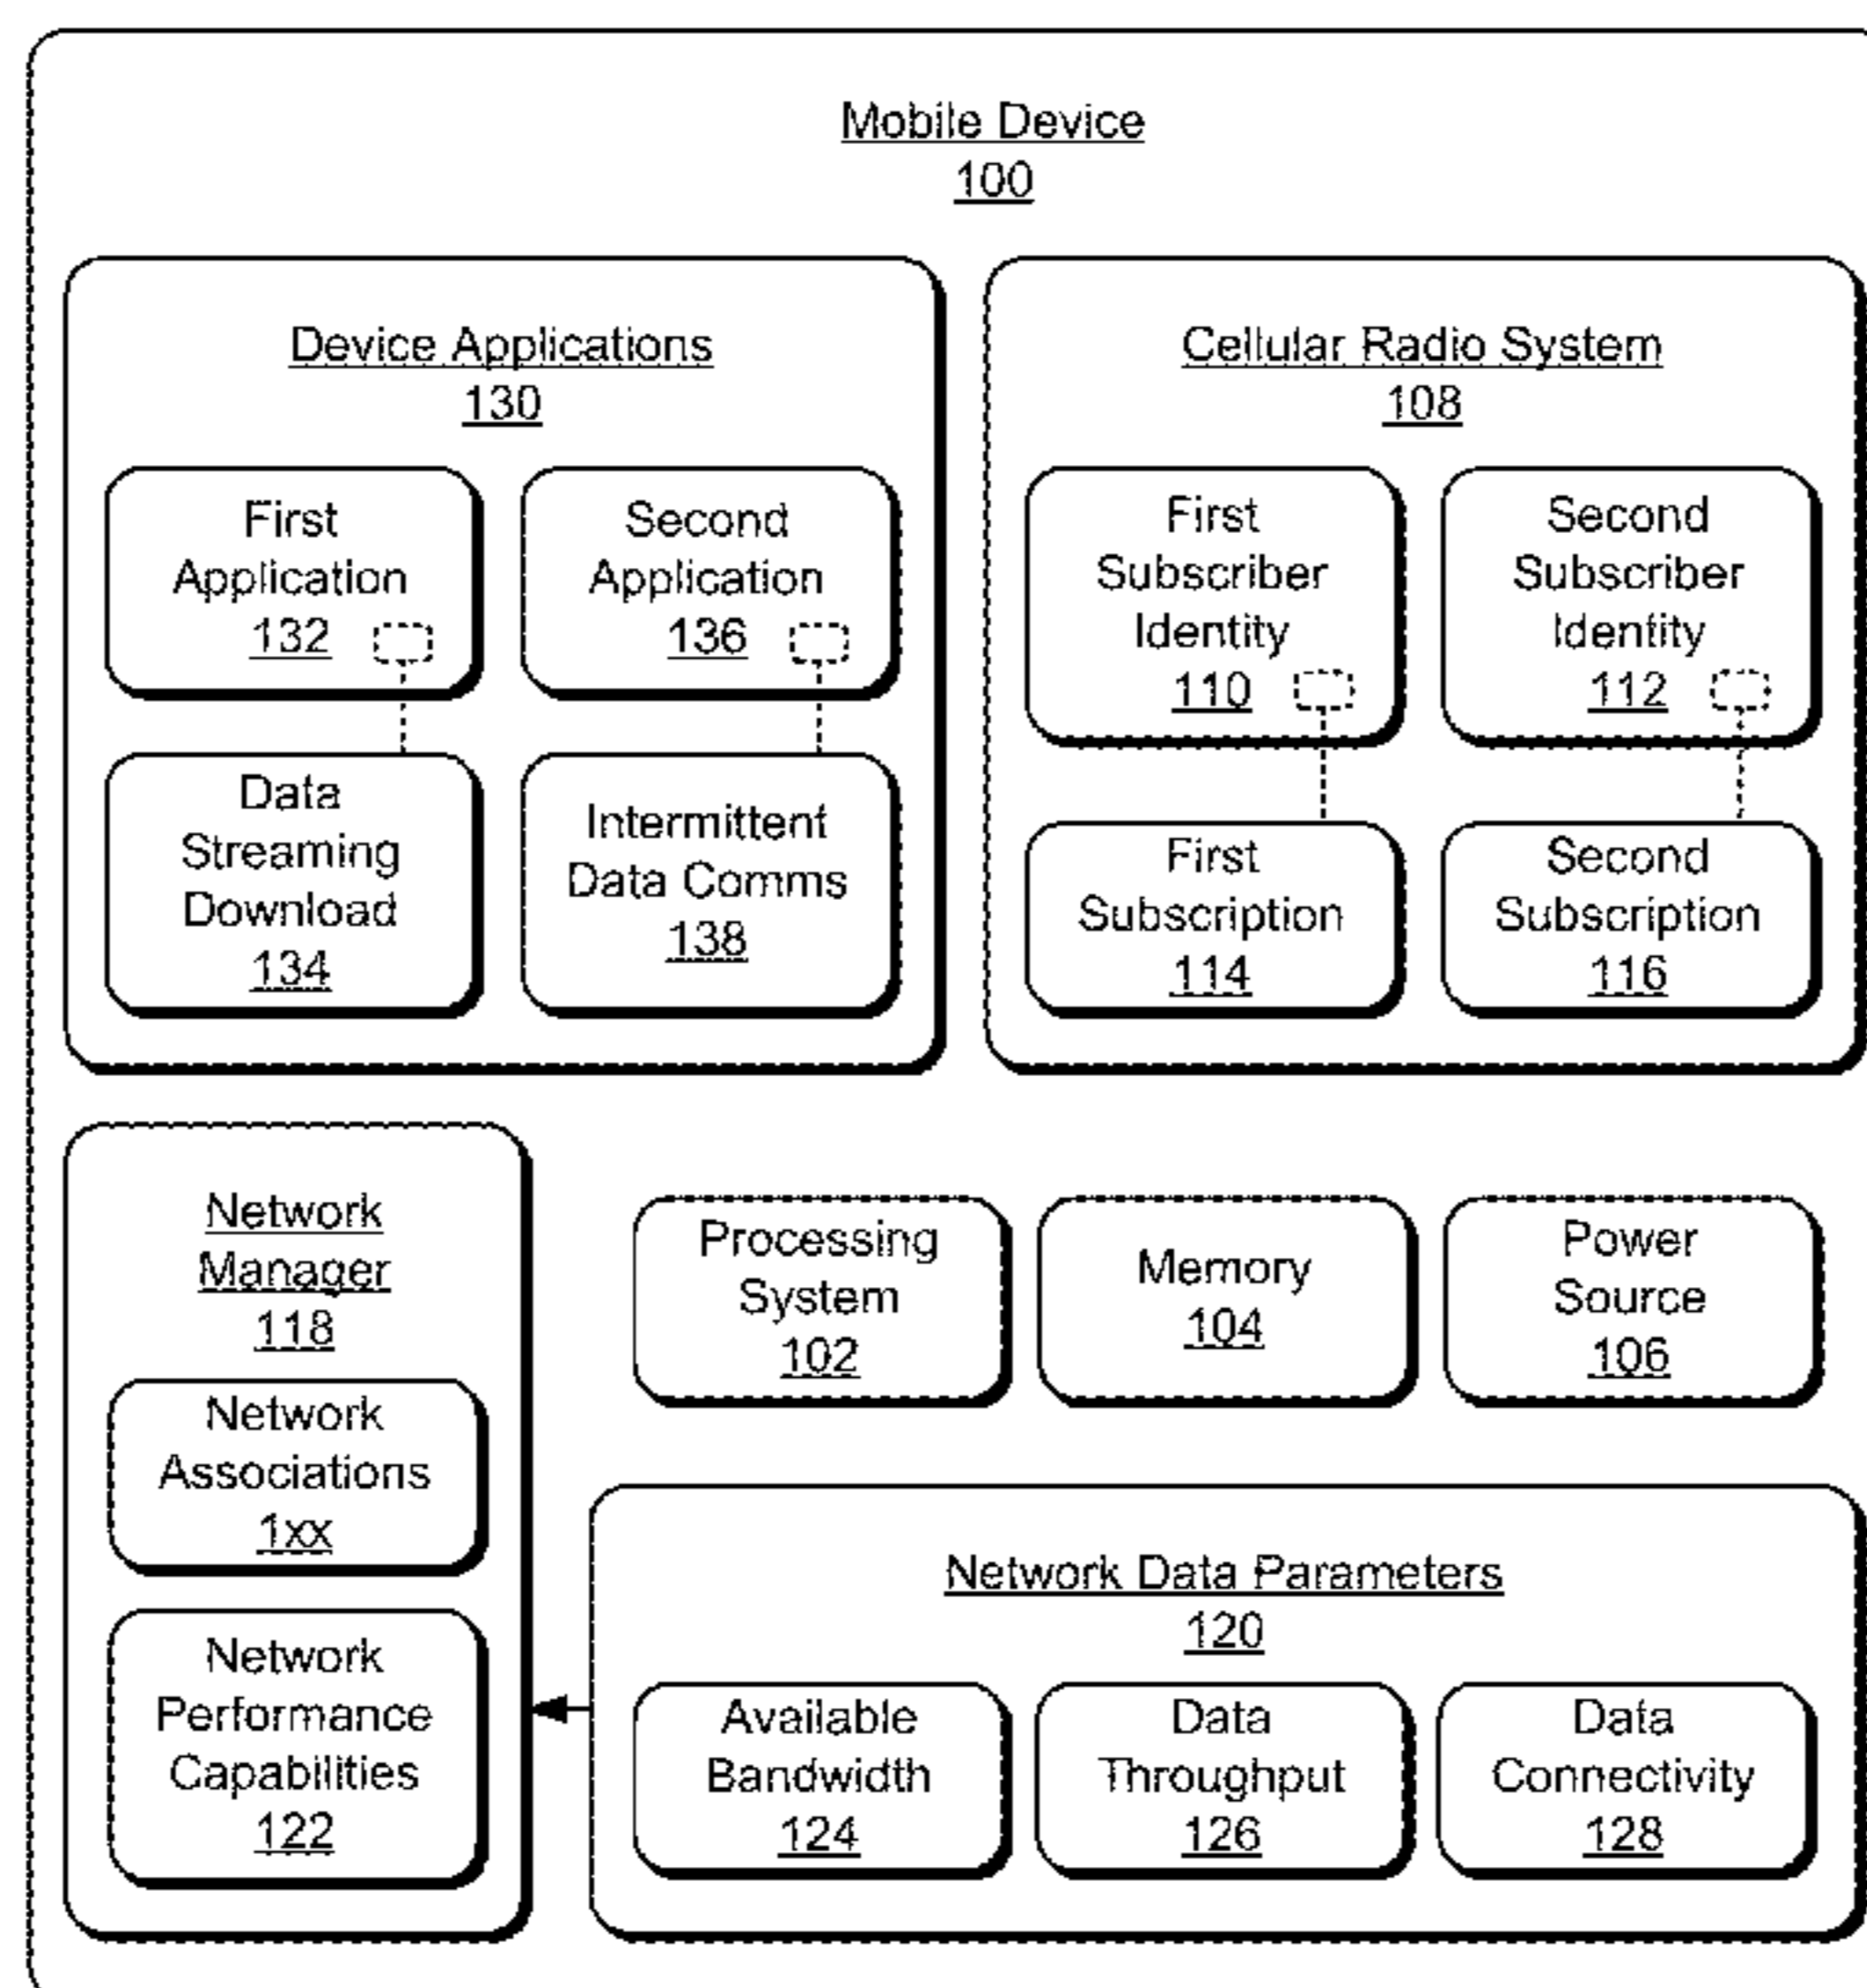 Mobile Device
100
Device Applications
130
First
Application
132
Second
Application
136
Data
Streaming
Download
134
Intermittent
Data Comms
138
Cellular Radio System
108
First
Subscriber
Identity
110
Second
Subscriber
Identity
112
First
Subscription
114
Second
Subscription
116
Network
Manager
118
Network
Associations
1xx
Network
Performance
Capabilities
122
Processing
System
102
Memory
104
Power
Source
106
Network Data Parameters
120
Available
Bandwidth
124
Data
Throughput
126
Data
Connectivity
128